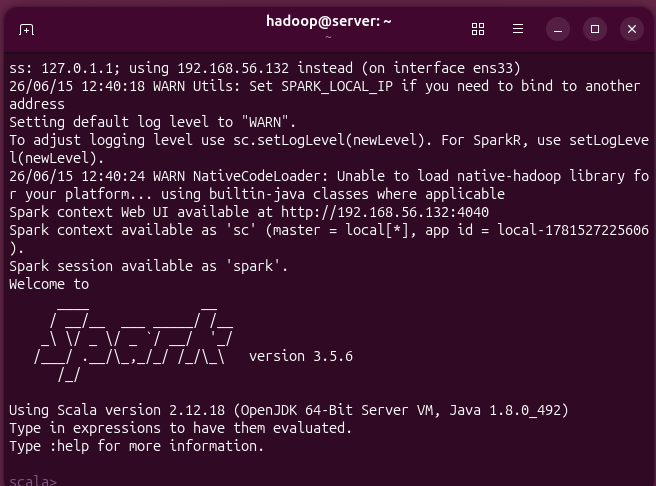 hadoop@server: ~
~
ss: 127.0.1.1; using 192.168.56.132 instead (on interface ens33)
26/06/15 12:40:18 WARN Utils: Set SPARK_LOCAL_IP if you need to bind to another
address
Setting default log level to "WARN".
To adjust logging level use sc.setLogLevel(newLevel). For SparkR, use setLogLeve
l(newLevel).
26/06/15 12:40:24 WARN NativeCodeLoader: Unable to load native-hadoop library fo
r your platform... using builtin-java classes where applicable
Spark context Web UI available at http://192.168.56.132:4040
Spark context available as 'sc' (master = local[*], app id = local-1781527225606
).
Spark session available as 'spark'.
Welcome to
      ____              __
     / __/__  ___ _____/ /__
    _\ \/ _ \/ _ `/ __/  '_/
   /___/ .__/\_,_/_/ /_/\_\   version 3.5.6
      /_/
Using Scala version 2.12.18 (OpenJDK 64-Bit Server VM, Java 1.8.0_492)
Type in expressions to have them evaluated.
Type :help for more information.
scala>